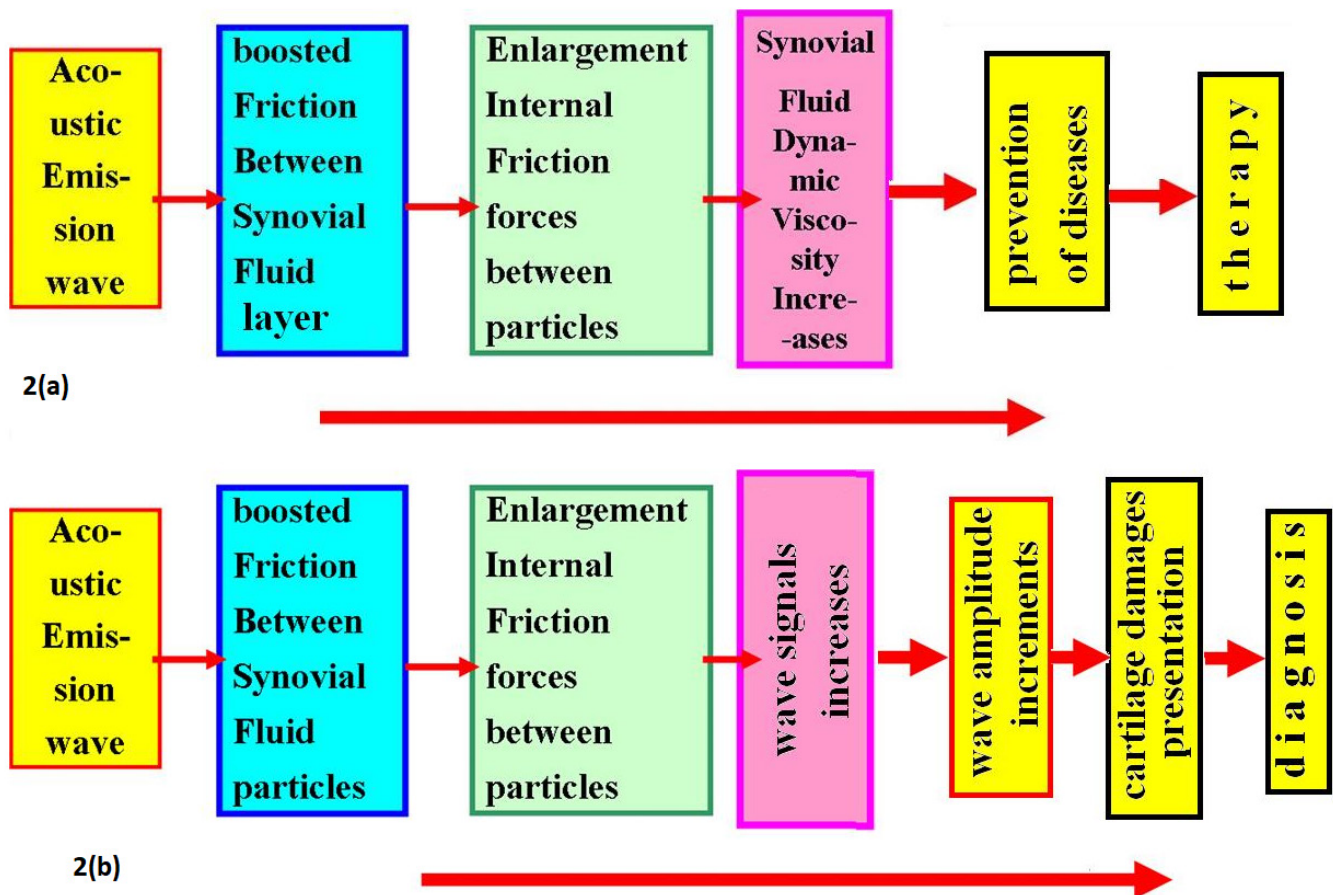 Aco-
ustic
Emis-
sion
wave
boosted
Friction
Between
Synovial
Fluid
layer
Enlargement
Internal
Friction
forces
between
particles
Synovial
Fluid
Dyna-
mic
Visco-
sity
Incre-
-ases
prevention
of diseases
therapy
2(a)
Aco-
ustic
Emis-
sion
wave
boosted
Friction
Between
Synovial
Fluid
particles
Enlargement
Internal
Friction
forces
between
particles
wave signals
increases
wave amplitude
increments
cartilage damages
presentation
diagnosis
2(b)